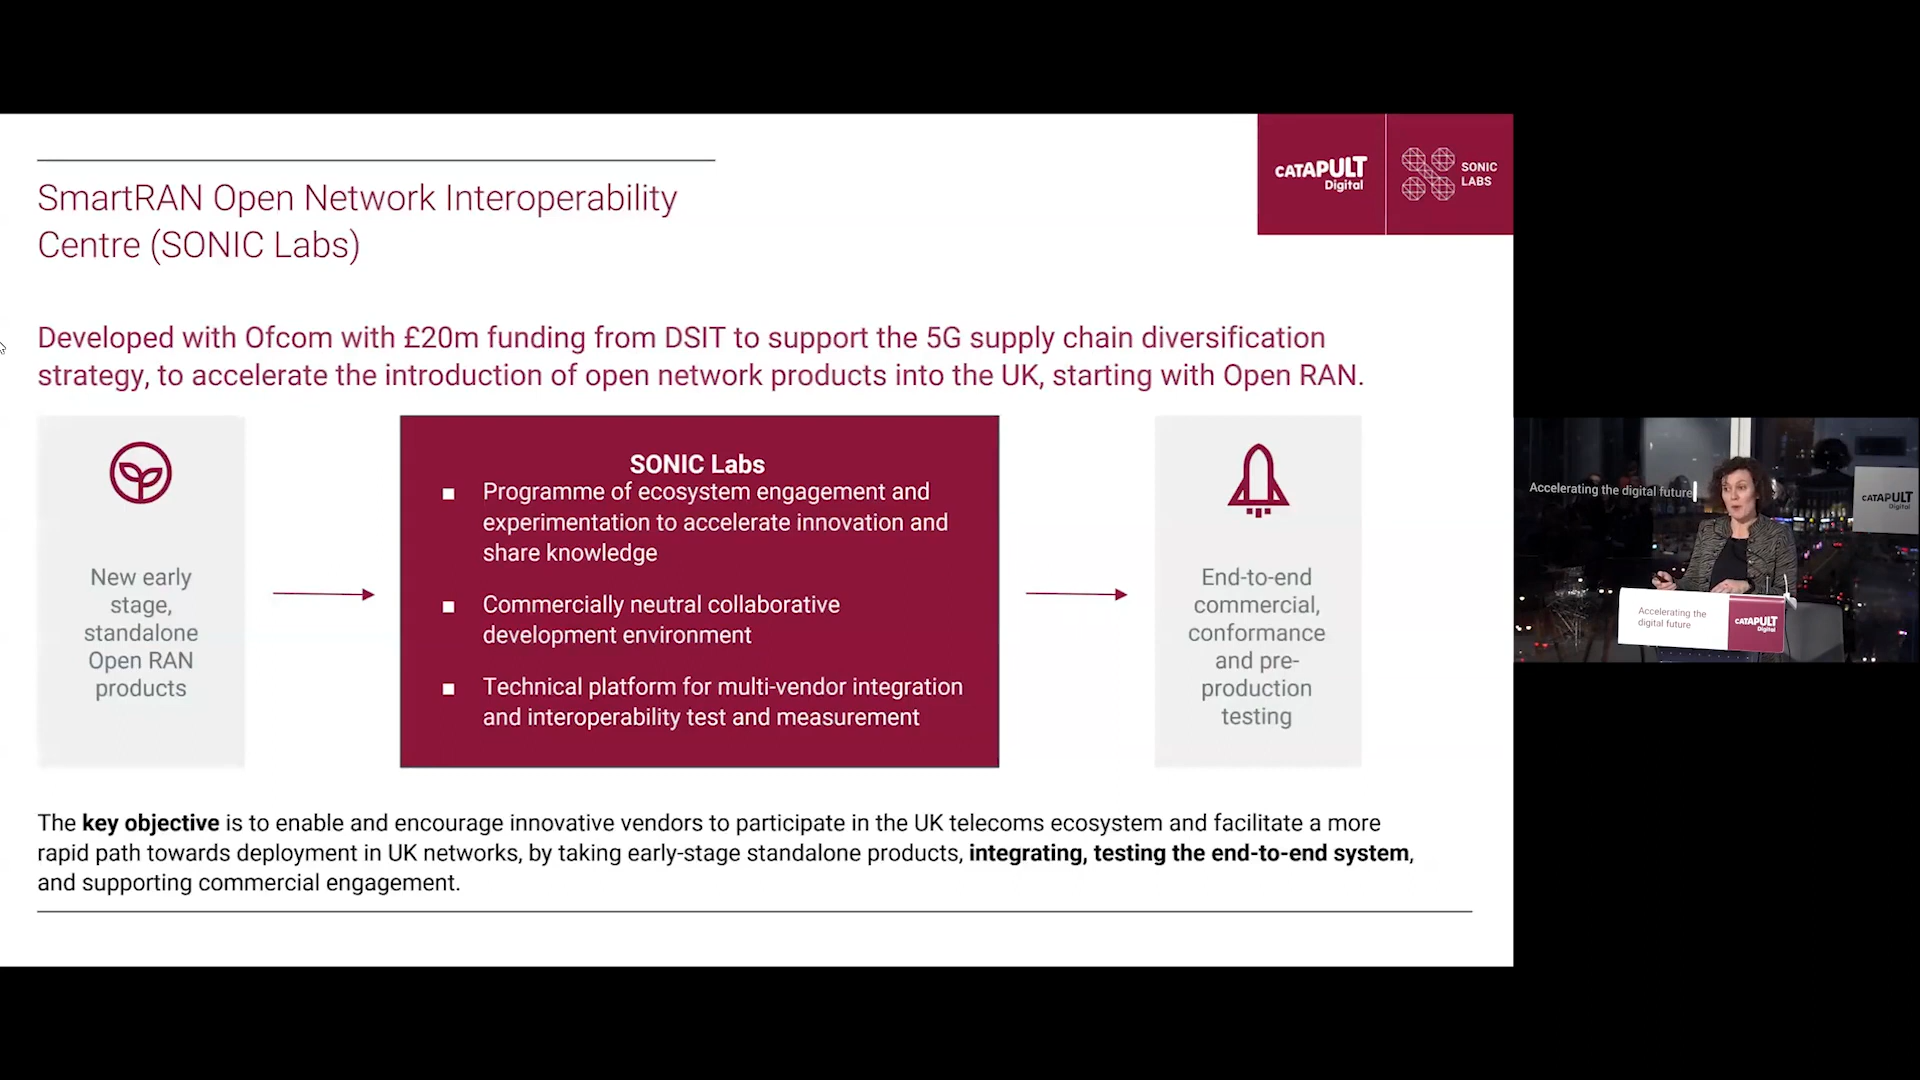 CATAPULT
Digital
SONIC
LABS
SmartRAN Open Network Interoperability
Centre (SONIC Labs)
Developed with Ofcom with £20m funding from DSIT to support the 5G supply chain diversification
strategy, to accelerate the introduction of open network products into the UK, starting with Open RAN.
New early
stage,
standalone
Open RAN
products
SONIC Labs
■ Programme of ecosystem engagement and
experimentation to accelerate innovation and
share knowledge
■ Commercially neutral collaborative
development environment
■ Technical platform for multi-vendor integration
and interoperability test and measurement
End-to-end
commercial,
conformance
and pre-
production
testing
The key objective is to enable and encourage innovative vendors to participate in the UK telecoms ecosystem and facilitate a more
rapid path towards deployment in UK networks, by taking early-stage standalone products, integrating, testing the end-to-end system,
and supporting commercial engagement.
Accelerating the digital future
CATAPULT
Digital
Accelerating the
digital future
CATAPULT
Digital